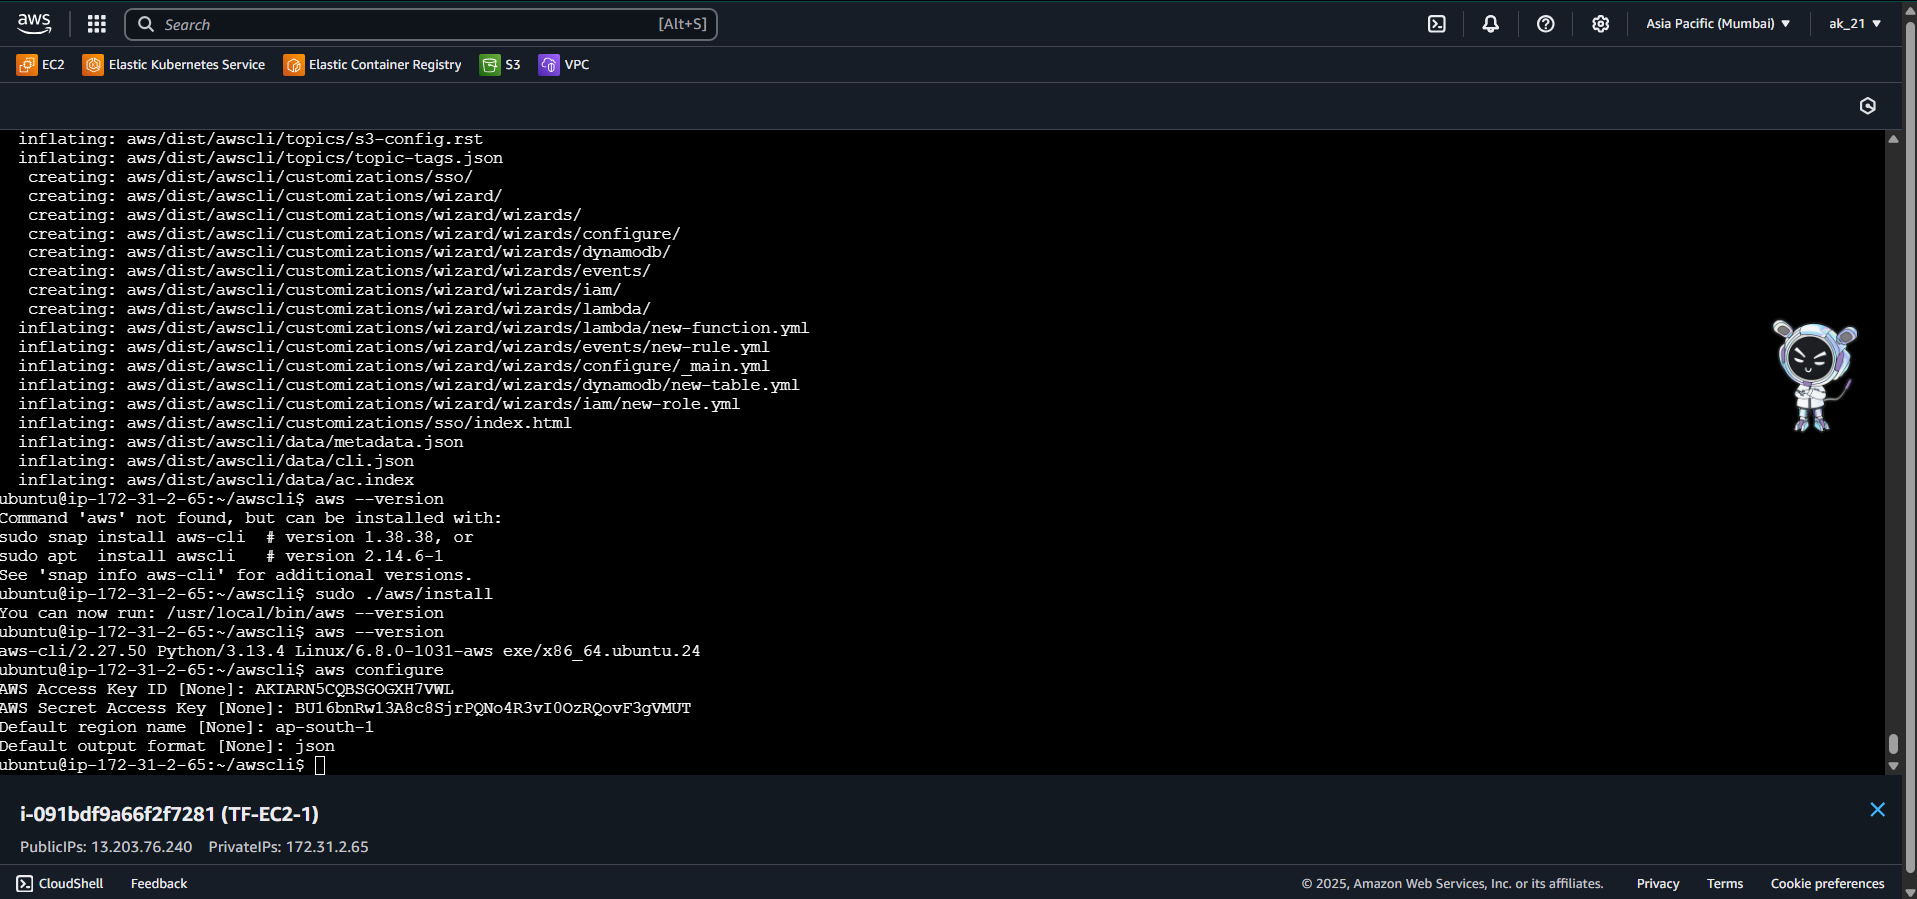 aws
Search [Alt+S]
Asia Pacific (Mumbai) ak_21
EC2 Elastic Kubernetes Service Elastic Container Registry S3 VPC
inflating: aws/dist/awscli/topics/s3-config.rst
inflating: aws/dist/awscli/topics/topic-tags.json
creating: aws/dist/awscli/customizations/sso/
creating: aws/dist/awscli/customizations/wizard/
creating: aws/dist/awscli/customizations/wizard/wizards/
creating: aws/dist/awscli/customizations/wizard/wizards/configure/
creating: aws/dist/awscli/customizations/wizard/wizards/dynamodb/
creating: aws/dist/awscli/customizations/wizard/wizards/events/
creating: aws/dist/awscli/customizations/wizard/wizards/iam/
creating: aws/dist/awscli/customizations/wizard/wizards/lambda/
inflating: aws/dist/awscli/customizations/wizard/wizards/lambda/new-function.yml
inflating: aws/dist/awscli/customizations/wizard/wizards/events/new-rule.yml
inflating: aws/dist/awscli/customizations/wizard/wizards/configure/_main.yml
inflating: aws/dist/awscli/customizations/wizard/wizards/dynamodb/new-table.yml
inflating: aws/dist/awscli/customizations/wizard/wizards/iam/new-role.yml
inflating: aws/dist/awscli/customizations/sso/index.html
inflating: aws/dist/awscli/data/metadata.json
inflating: aws/dist/awscli/data/cli.json
inflating: aws/dist/awscli/data/ac.index
ubuntu@ip-172-31-2-65:~/awscli$ aws --version
Command 'aws' not found, but can be installed with:
sudo snap install aws-cli  # version 1.38.38, or
sudo apt  install awscli   # version 2.14.6-1
See 'snap info aws-cli' for additional versions.
ubuntu@ip-172-31-2-65:~/awscli$ sudo ./aws/install
You can now run: /usr/local/bin/aws --version
ubuntu@ip-172-31-2-65:~/awscli$ aws --version
aws-cli/2.27.50 Python/3.13.4 Linux/6.8.0-1031-aws exe/x86_64.ubuntu.24
ubuntu@ip-172-31-2-65:~/awscli$ aws configure
AWS Access Key ID [None]: AKIARN5CQBSGOGXH7VWL
AWS Secret Access Key [None]: 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
Default region name [None]: ap-south-1
Default output format [None]: json
ubuntu@ip-172-31-2-65:~/awscli$
i-091bdf9a66f2f7281 (TF-EC2-1)
PublicIPs: 13.203.76.240 PrivateIPs: 172.31.2.65
CloudShell Feedback © 2025, Amazon Web Services, Inc. or its affiliates. Privacy Terms Cookie preferences